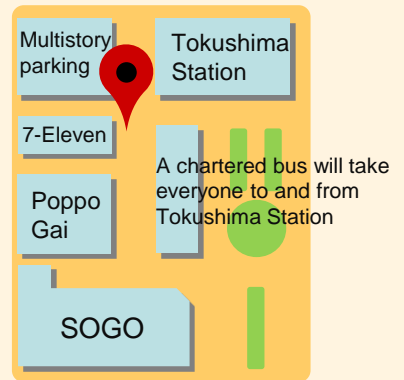 Multistory
parking
Tokushima
Station
7-Eleven
A chartered bus will take
everyone to and from
Tokushima Station
Poppo
Gai
SOGO